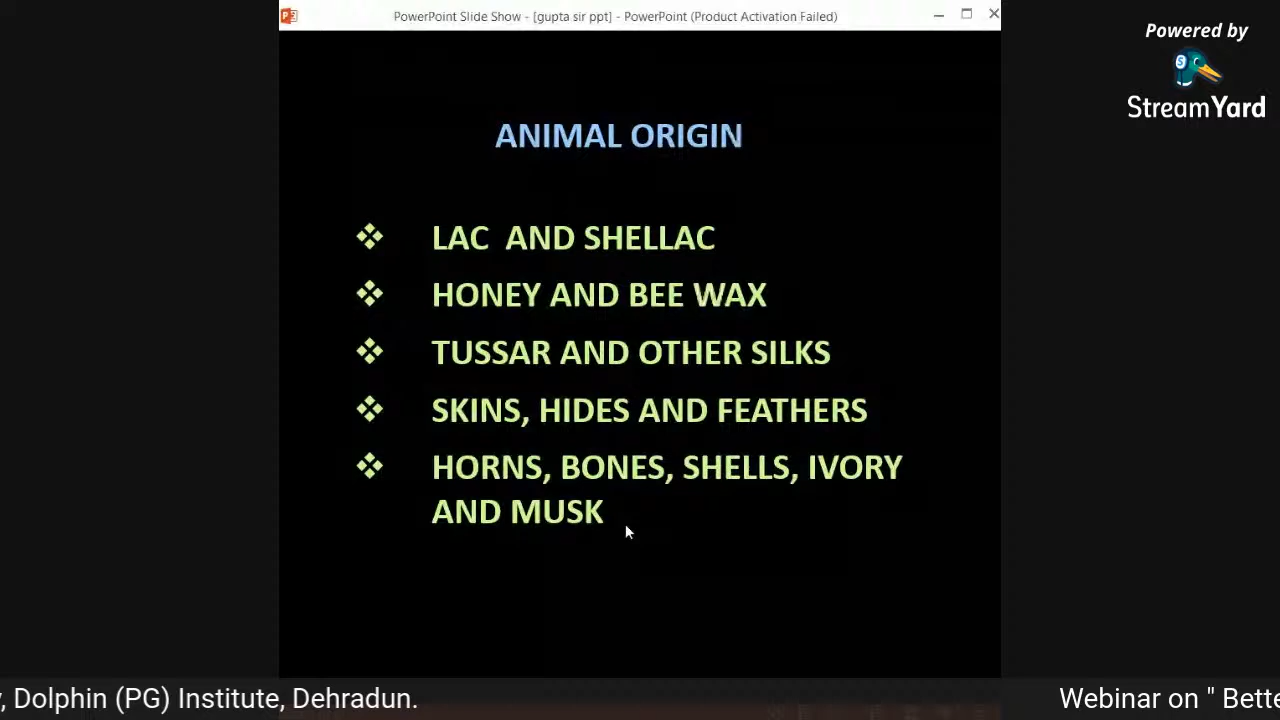 PowerPoint Slide Show - [gupta sir ppt] - PowerPoint (Product Activation Failed)
Powered by
StreamYard
ANIMAL ORIGIN
❖ LAC AND SHELLAC
❖ HONEY AND BEE WAX
❖ TUSSAR AND OTHER SILKS
❖ SKINS, HIDES AND FEATHERS
❖ HORNS, BONES, SHELLS, IVORY
AND MUSK
, Dolphin (PG) Institute, Dehradun.
Webinar on " Bette